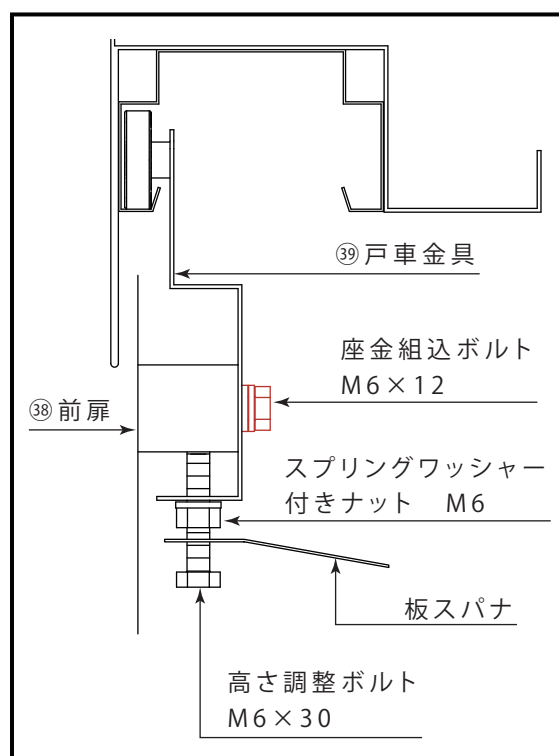 ㊴戸車金具
座金組込ボルト
M6×12
㊳前扉
スプリングワッシャー
付きナット　M6
板スパナ
高さ調整ボルト
M6×30